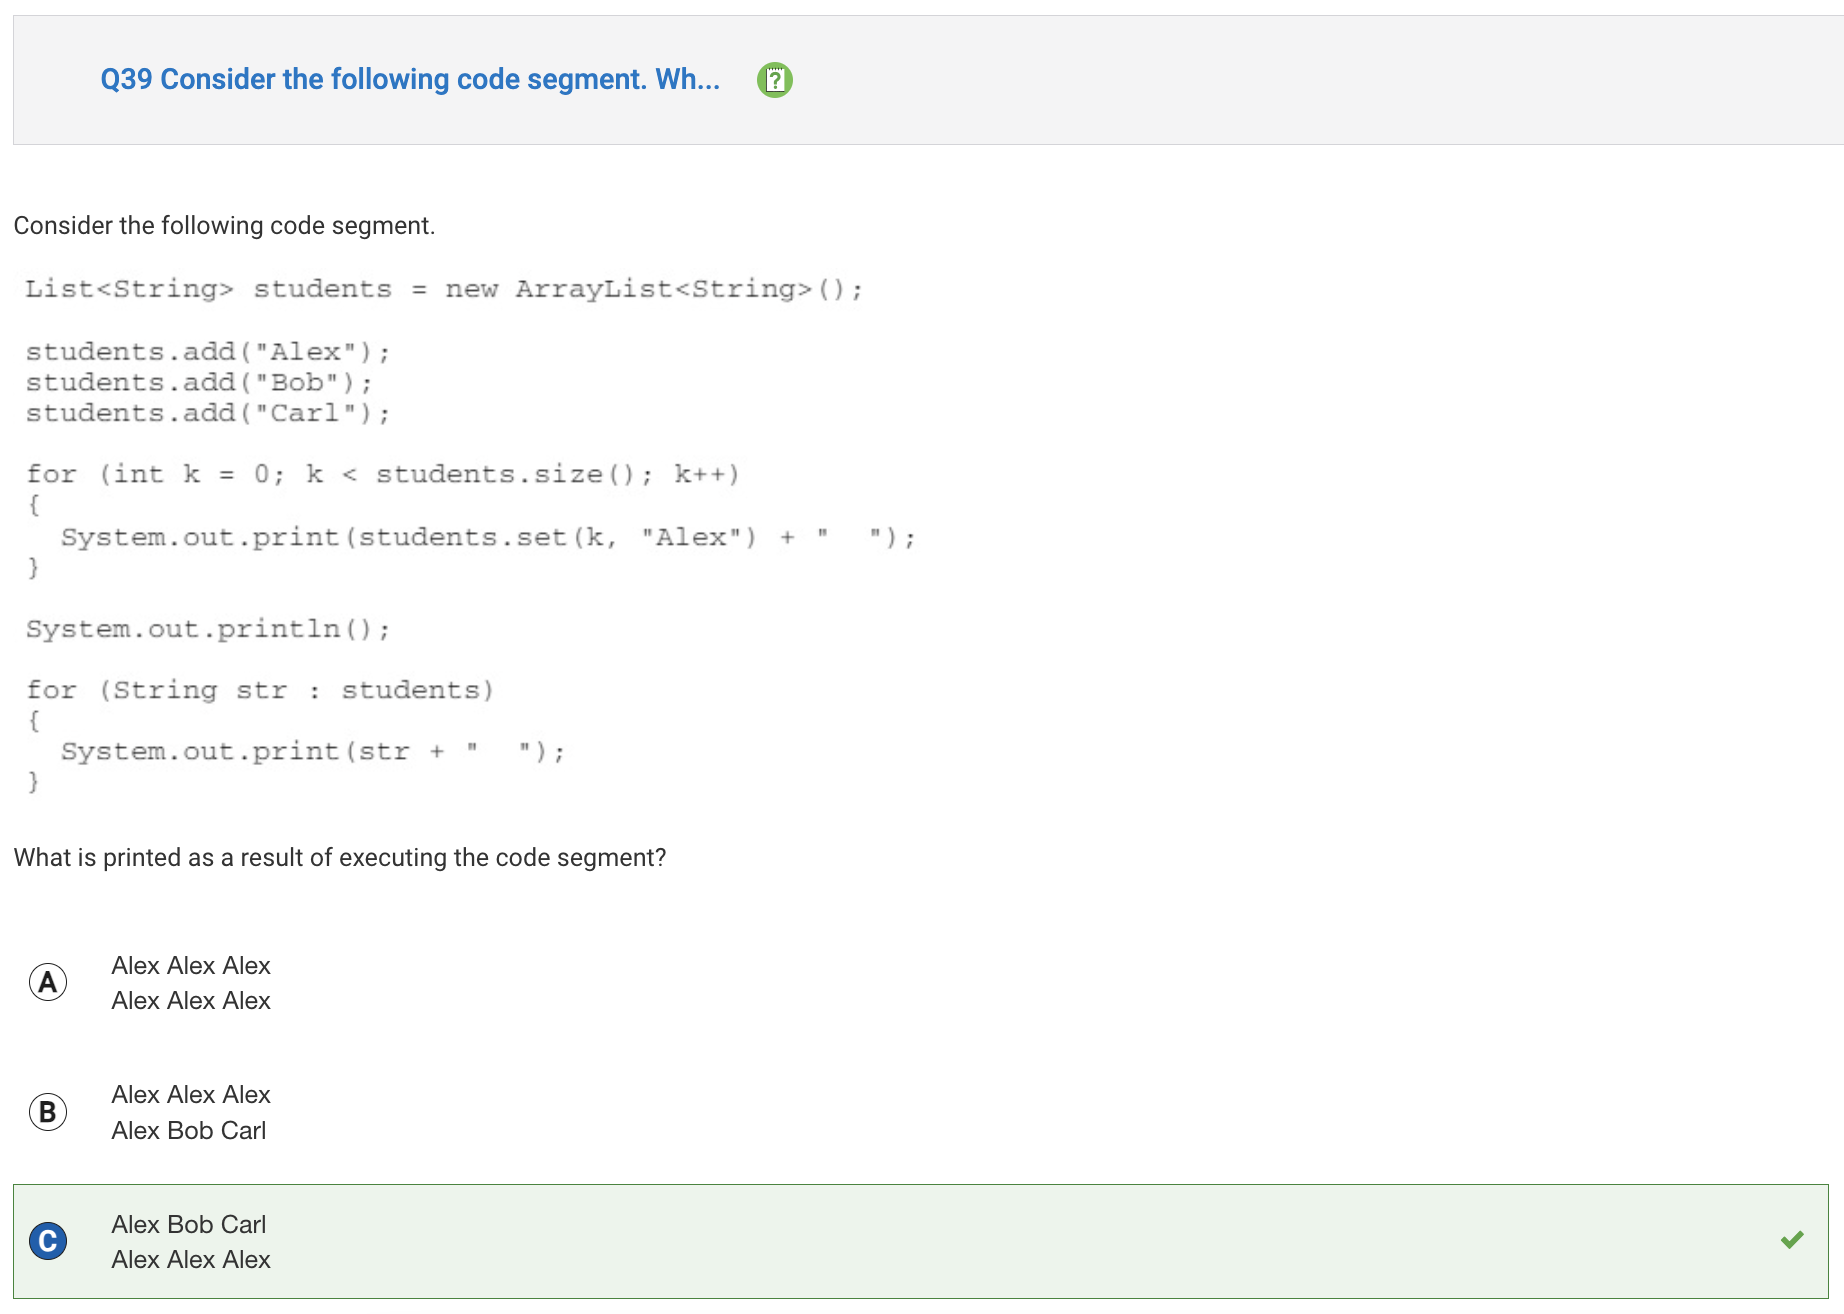 Q39 Consider the following code segment. Wh...
Consider the following code segment.
List<String> students = new ArrayList<String>();
students.add("Alex");
students.add("Bob");
students.add("Carl");
for (int k = 0; k < students.size(); k++)
{
  System.out.print(students.set(k, "Alex") + "  ");
}
System.out.println();
for (String str : students)
{
  System.out.print(str + "  ");
}
What is printed as a result of executing the code segment?
A
Alex Alex Alex
Alex Alex Alex
B
Alex Alex Alex
Alex Bob Carl
C
Alex Bob Carl
Alex Alex Alex